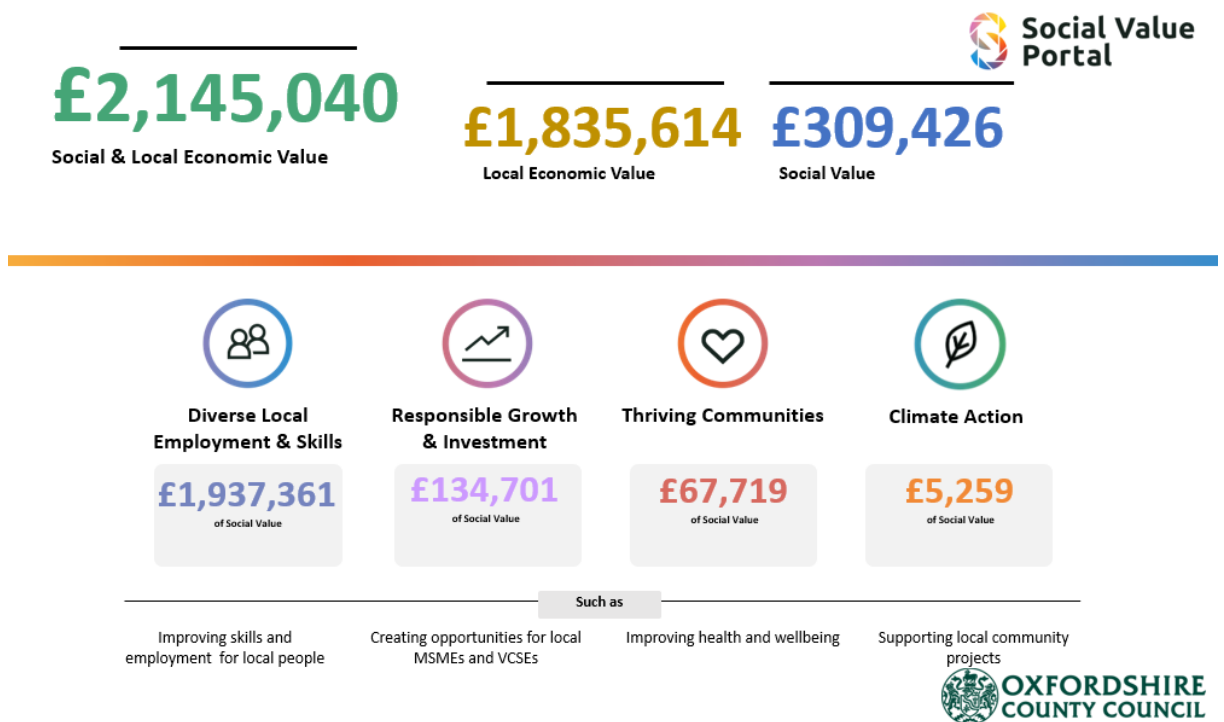 Social Value
Portal
£2,145,040
Social & Local Economic Value
£1,835,614
Local Economic Value
£309,426
Social Value
Diverse Local
Employment & Skills
£1,937,361
of Social Value
Responsible Growth
& Investment
£134,701
of Social Value
Thriving Communities
£67,719
of Social Value
Climate Action
£5,259
of Social Value
Such as
Improving skills and
employment for local people
Creating opportunities for local
MSMEs and VCSEs
Improving health and wellbeing
Supporting local community
projects
OXFORDSHIRE
COUNTY COUNCIL